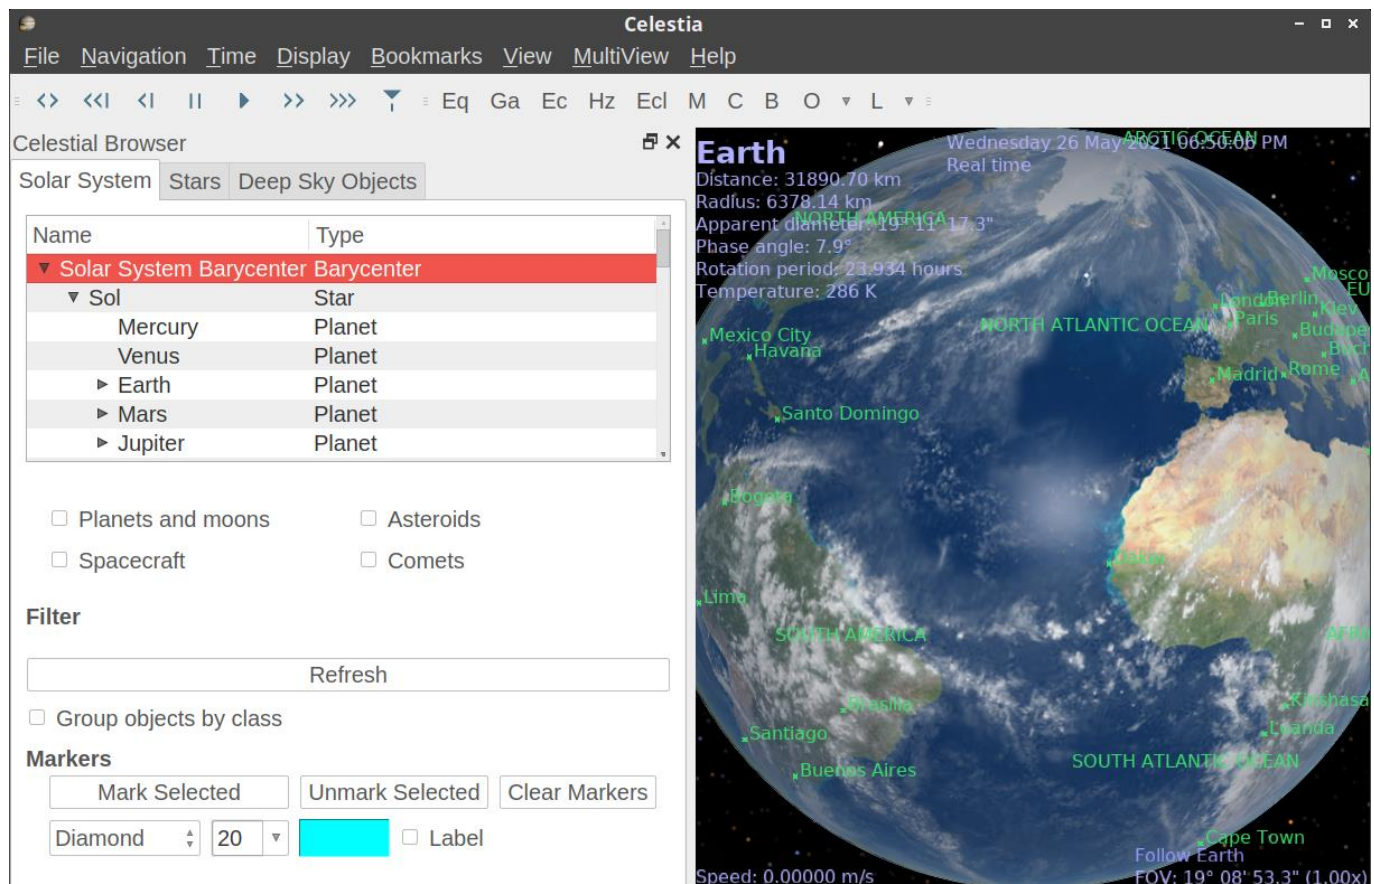 Celestia
File Navigation Time Display Bookmarks View MultiView Help
Eq Ga Ec Hz Ecl M C B O L
Celestial Browser
Solar System Stars Deep Sky Objects
Name Type
Solar System Barycenter Barycenter
Sol Star
Mercury Planet
Venus Planet
Earth Planet
Mars Planet
Jupiter Planet
Planets and moons Asteroids
Spacecraft Comets
Filter
Refresh
Group objects by class
Markers
Mark Selected Unmark Selected Clear Markers
Diamond 20 Label
Earth
Distance: 31890.70 km
Radius: 6378.14 km
Apparent diameter: 19° 11' 17.3"
Phase angle: 7.9°
Rotation period: 23.934 hours
Temperature: 286 K
Wednesday 26 May 2021 06:50:06 PM
Real time
ARCTIC OCEAN
NORTH AMERICA
Mosco
EU
London Berlin
Kiev
Paris
NORTH ATLANTIC OCEAN
Budape
Mexico City
Buch
Havana
Madrid Rome A
Santo Domingo
Bogota
Dakar
Lima
SOUTH AMERICA
AFRI
Brasilia
Kinshasa
Santiago
Luanda
SOUTH ATLANTIC OCEAN
Buenos Aires
Cape Town
Follow Earth
Speed: 0.00000 m/s
FOV: 19° 08' 53.3" (1.00x)